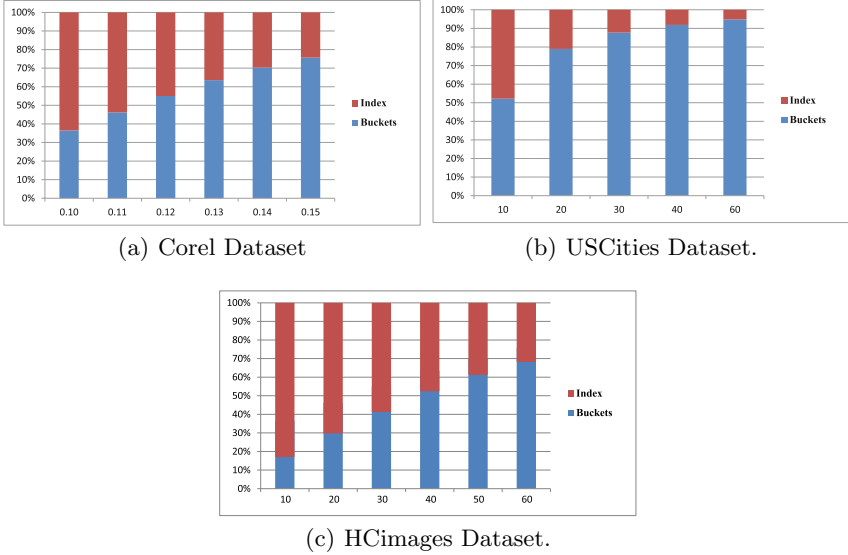 100%
90%
80%
70%
60%
50%
40%
30%
20%
10%
0%
0.10 0.11 0.12 0.13 0.14 0.15
Index
Buckets
(a) Corel Dataset
100%
90%
80%
70%
60%
50%
40%
30%
20%
10%
0%
10 20 30 40 60
Index
Buckets
(b) USCities Dataset.
100%
90%
80%
70%
60%
50%
40%
30%
20%
10%
0%
10 20 30 40 50 60
Index
Buckets
(c) HCimages Dataset.